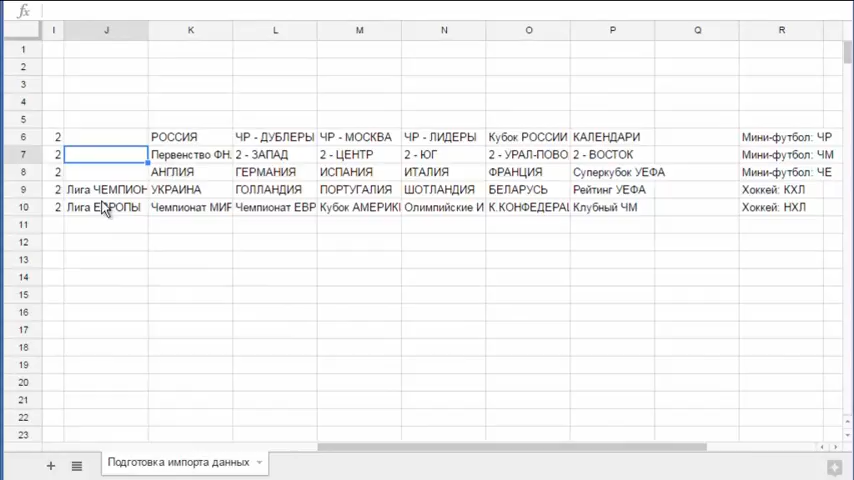 fx
I J K L M N O P Q R
1
2
3
4
5
6 2 РОССИЯ ЧР - ДУБЛЕРЫ ЧР - МОСКВА ЧР - ЛИДЕРЫ Кубок РОССИИ КАЛЕНДАРИ Мини-футбол: ЧР
7 2 Первенство ФН 2 - ЗАПАД 2 - ЦЕНТР 2 - ЮГ 2 - УРАЛ-ПОВО 2 - ВОСТОК Мини-футбол: ЧМ
8 2 АНГЛИЯ ГЕРМАНИЯ ИСПАНИЯ ИТАЛИЯ ФРАНЦИЯ Суперкубок УЕФА Мини-футбол: ЧЕ
9 2 Лига ЧЕМПИОН УКРАИНА ГОЛЛАНДИЯ ПОРТУГАЛИЯ ШОТЛАНДИЯ БЕЛАРУСЬ Рейтинг УЕФА Хоккей: КХЛ
10 2 Лига ЕВРОПЫ Чемпионат МИР Чемпионат ЕВР Кубок АМЕРИК Олимпийские И К.КОНФЕДЕРАЦ Клубный ЧМ Хоккей: НХЛ
11
12
13
14
15
16
17
18
19
20
21
22
23
Подготовка импорта данных